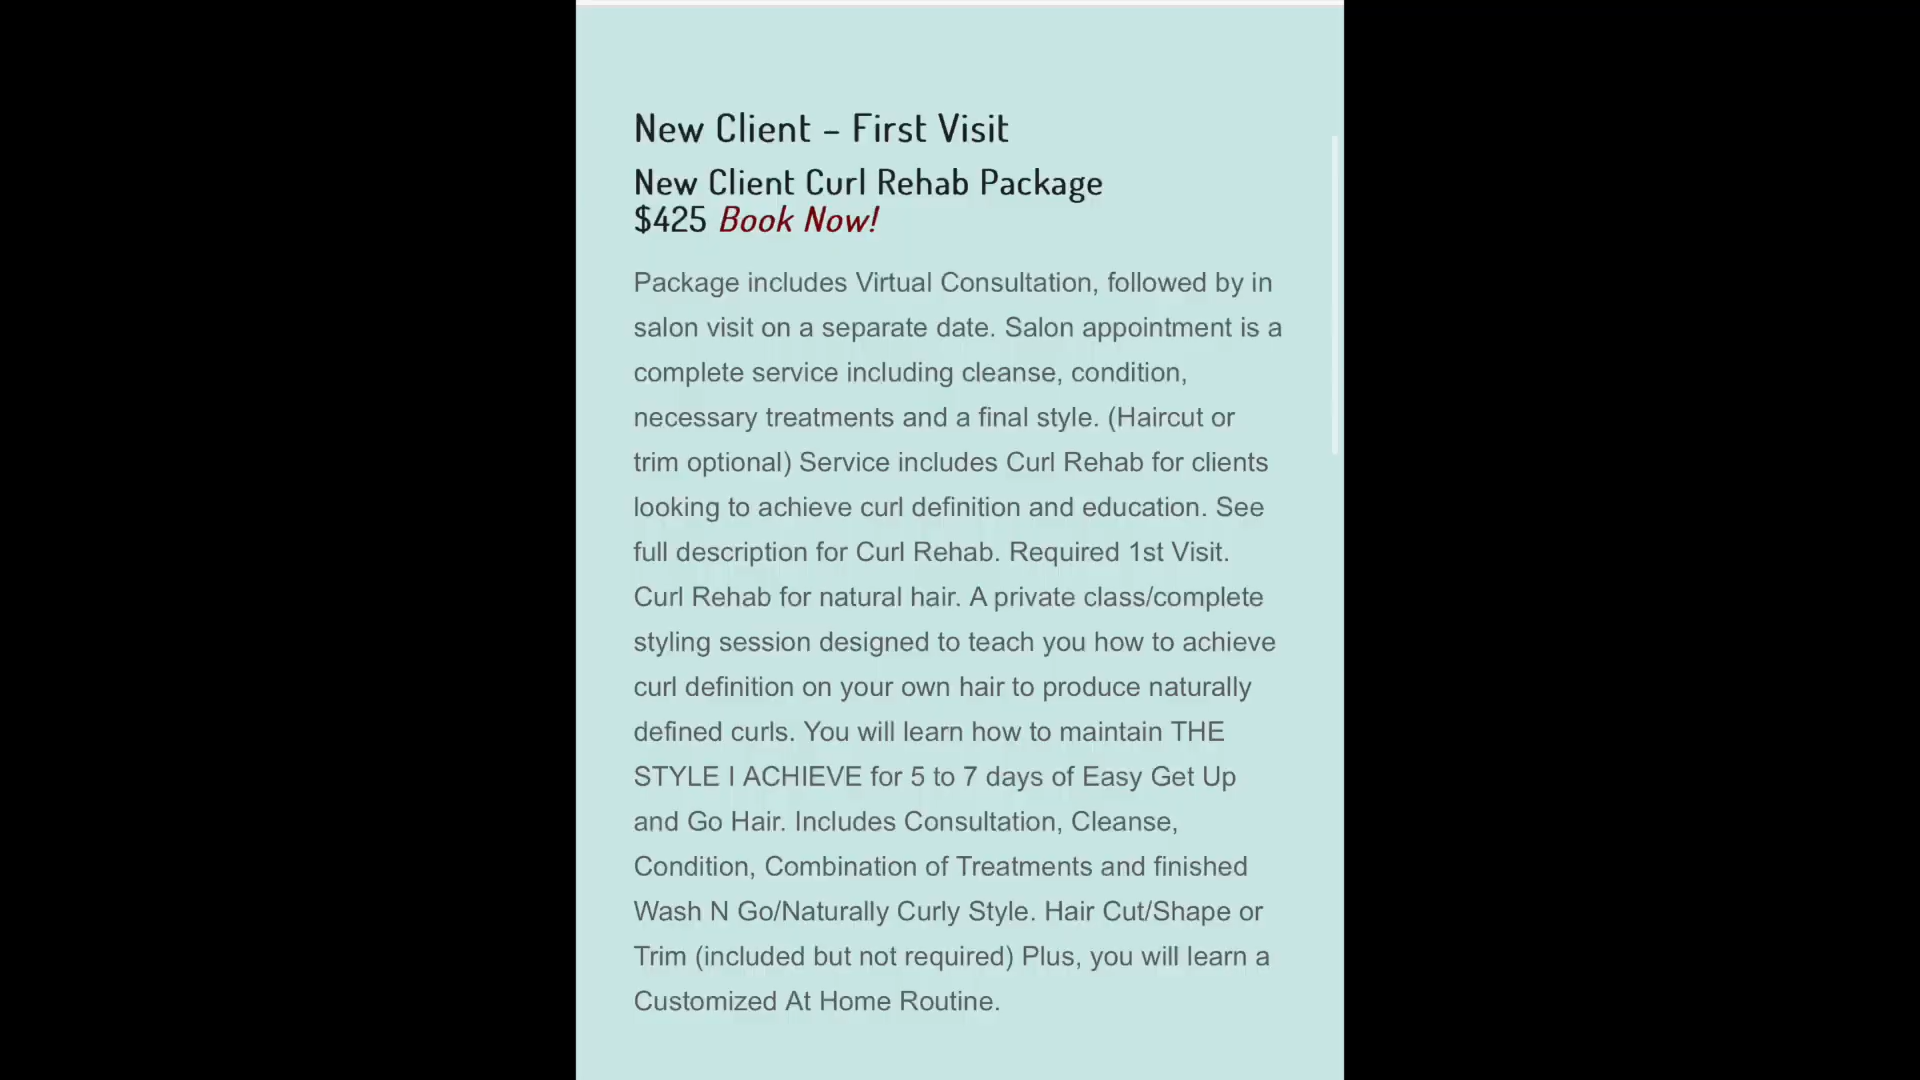 New Client – First Visit
New Client Curl Rehab Package
$425 Book Now!
Package includes Virtual Consultation, followed by in
salon visit on a separate date. Salon appointment is a
complete service including cleanse, condition,
necessary treatments and a final style. (Haircut or
trim optional) Service includes Curl Rehab for clients
looking to achieve curl definition and education. See
full description for Curl Rehab. Required 1st Visit.
Curl Rehab for natural hair. A private class/complete
styling session designed to teach you how to achieve
curl definition on your own hair to produce naturally
defined curls. You will learn how to maintain THE
STYLE I ACHIEVE for 5 to 7 days of Easy Get Up
and Go Hair. Includes Consultation, Cleanse,
Condition, Combination of Treatments and finished
Wash N Go/Naturally Curly Style. Hair Cut/Shape or
Trim (included but not required) Plus, you will learn a
Customized At Home Routine.